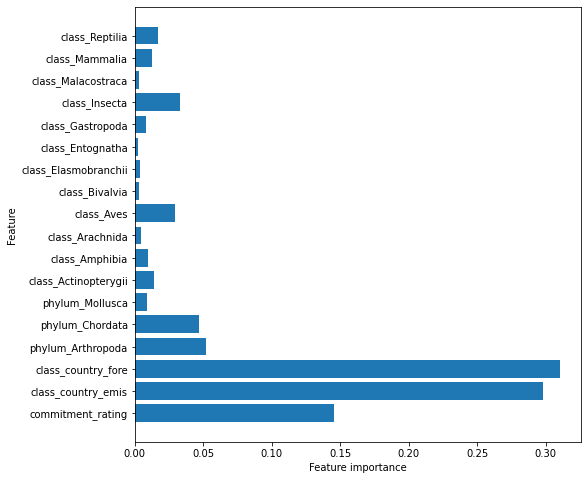 class_Reptilia
class_Mammalia
class_Malacostraca
class_Insecta
class_Gastropoda
class_Entognatha
class_Elasmobranchii
class_Bivalvia
class_Aves
class_Arachnida
class_Amphibia
class_Actinopterygii
phylum_Mollusca
phylum_Chordata
phylum_Arthropoda
class_country_fore
class_country_emis
commitment_rating
Feature
0.00 0.05 0.10 0.15 0.20 0.25 0.30
Feature importance